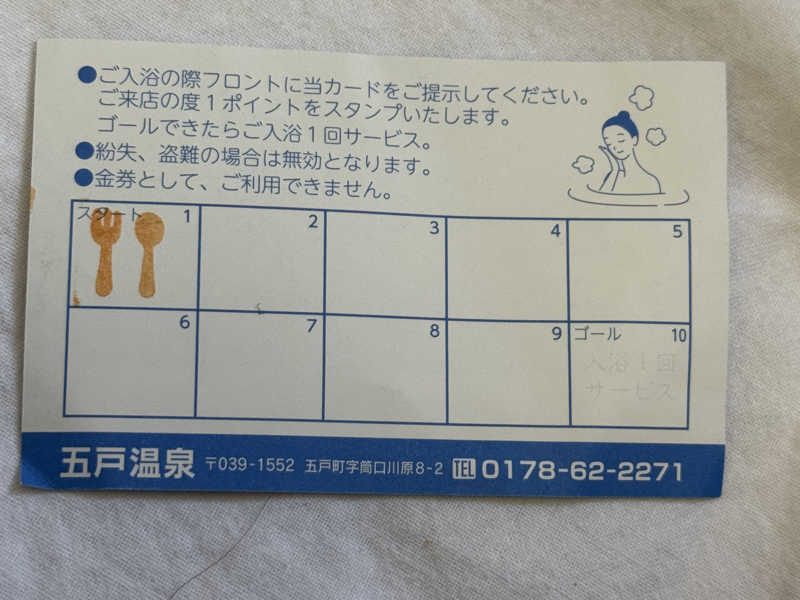 ●ご入浴の際フロントに当カードをご提示してください。
ご来店の度1ポイントをスタンプいたします。
ゴールできたらご入浴1回サービス。
●紛失、盗難の場合は無効となります。
●金券として、ご利用できません。
スタート 1 2 3 4 5
6 7 8 9 ゴール 10
入浴1回
サービス
五戸温泉 〒039-1552 五戸町字筒口川原8-2 TEL 0178-62-2271